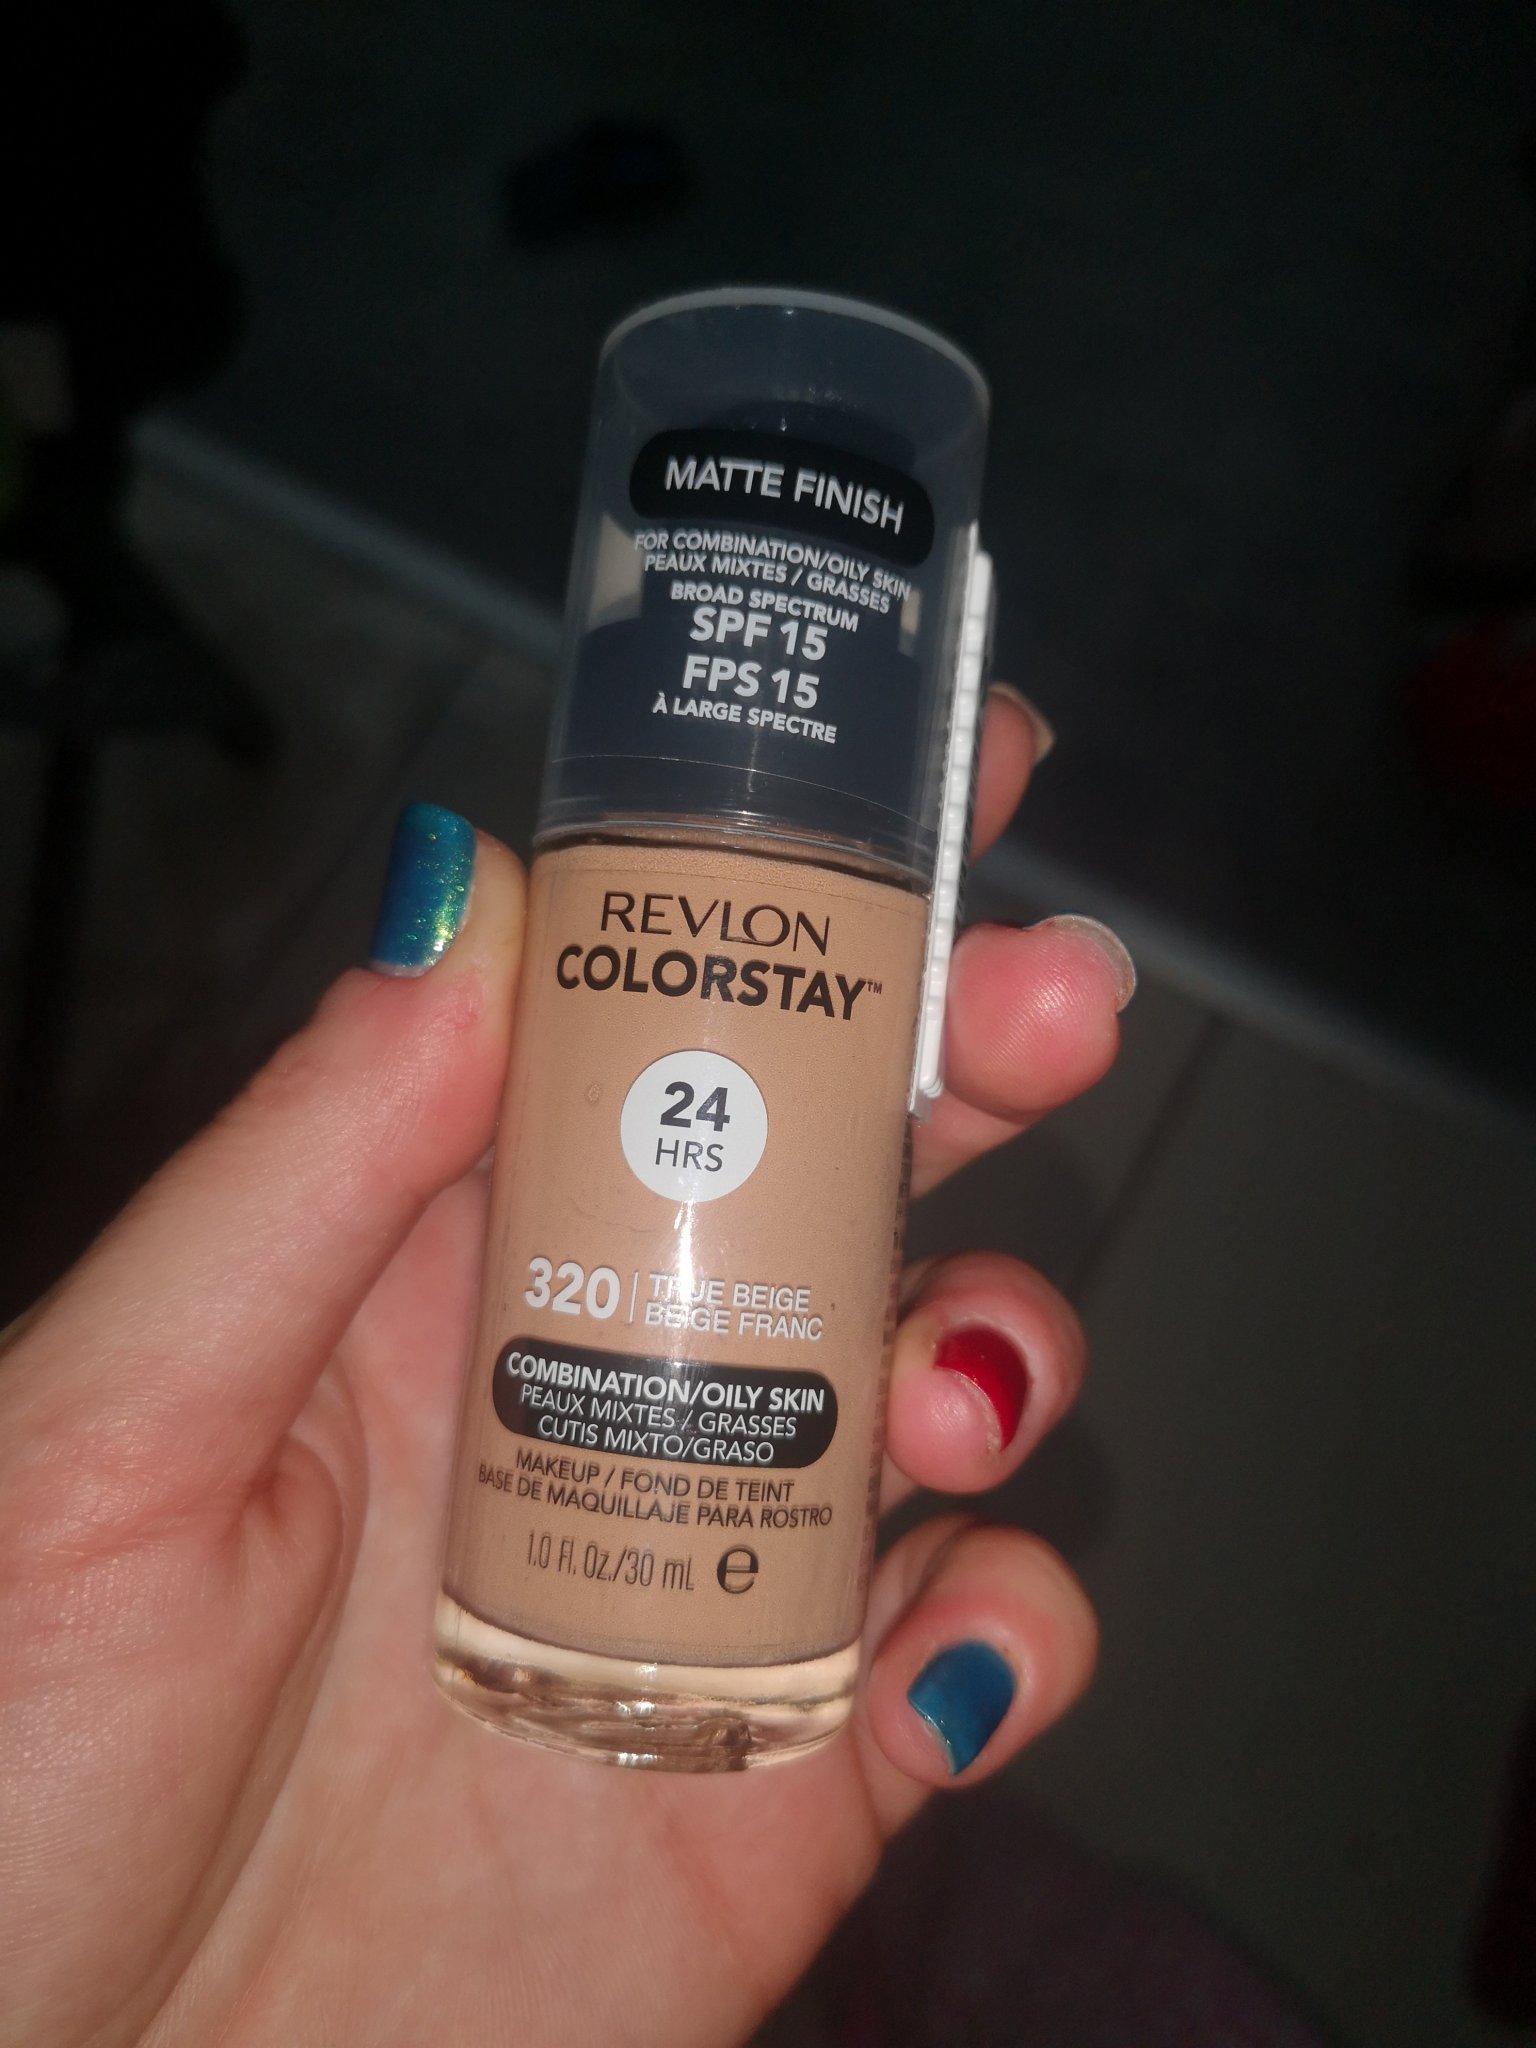 MATTE FINISH
FOR COMBINATION/OILY SKIN
PEAUX MIXTES / GRASSES
BROAD SPECTRUM
SPF 15
FPS 15
À LARGE SPECTRE
REVLON
COLORSTAY™
24
HRS
320 | TRUE BEIGE
BEIGE FRANC
COMBINATION/OILY SKIN
PEAUX MIXTES / GRASSES
CUTIS MIXTO/GRASO
MAKEUP / FOND DE TEINT
BASE DE MAQUILLAJE PARA ROSTRO
1.0 Fl. Oz./30 mL e